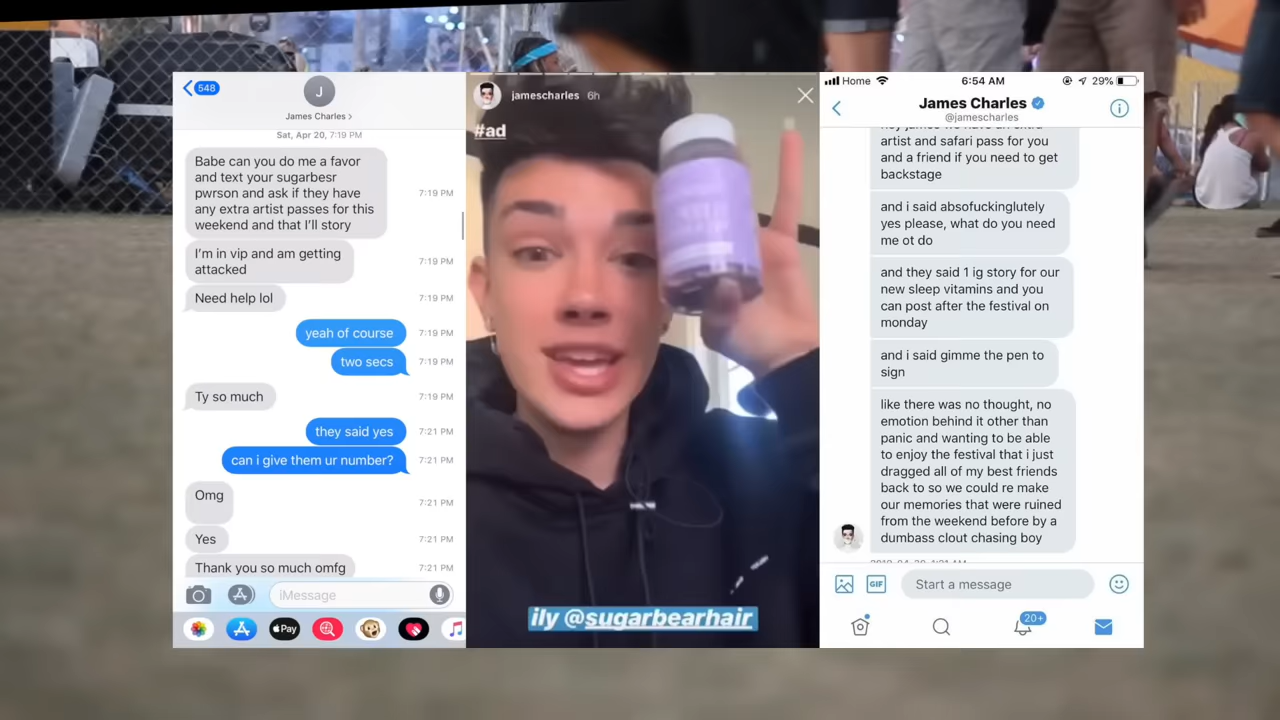 548
J
James Charles >
Sat, Apr 20, 7:19 PM
Babe can you do me a favor
and text your sugarbesr
pwrson and ask if they have
any extra artist passes for this
weekend and that I'll story
7:19 PM
I'm in vip and am getting
attacked
7:19 PM
Need help lol
7:19 PM
yeah of course
7:19 PM
two secs
7:19 PM
Ty so much
7:19 PM
they said yes
7:21 PM
can i give them ur number?
7:21 PM
Omg
7:21 PM
Yes
7:21 PM
Thank you so much omfg
7:21 PM
iMessage
Pay
jamescharles 6h
#ad
ily @sugarbearhair
Home
6:54 AM
29%
James Charles
@jamescharles
hey james we have an extra
artist and safari pass for you
and a friend if you need to get
backstage
and i said absofuckinglutely
yes please, what do you need
me ot do
and they said 1 ig story for our
new sleep vitamins and you
can post after the festival on
monday
and i said gimme the pen to
sign
like there was no thought, no
emotion behind it other than
panic and wanting to be able
to enjoy the festival that i just
dragged all of my best friends
back to so we could re make
our memories that were ruined
from the weekend before by a
dumbass clout chasing boy
GIF
Start a message
20+